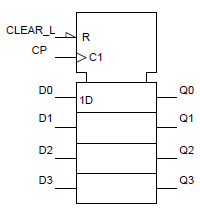 CLEAR_L R
CP C1
D0 1D Q0
D1 Q1
D2 Q2
D3 Q3